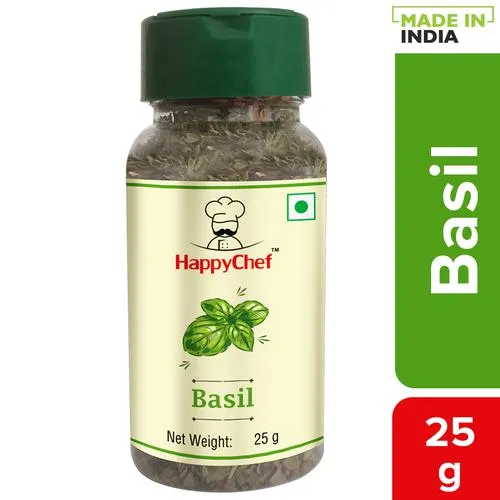 MADE IN
INDIA
HappyChef™
Basil
Net Weight: 25 g
Basil
25
g